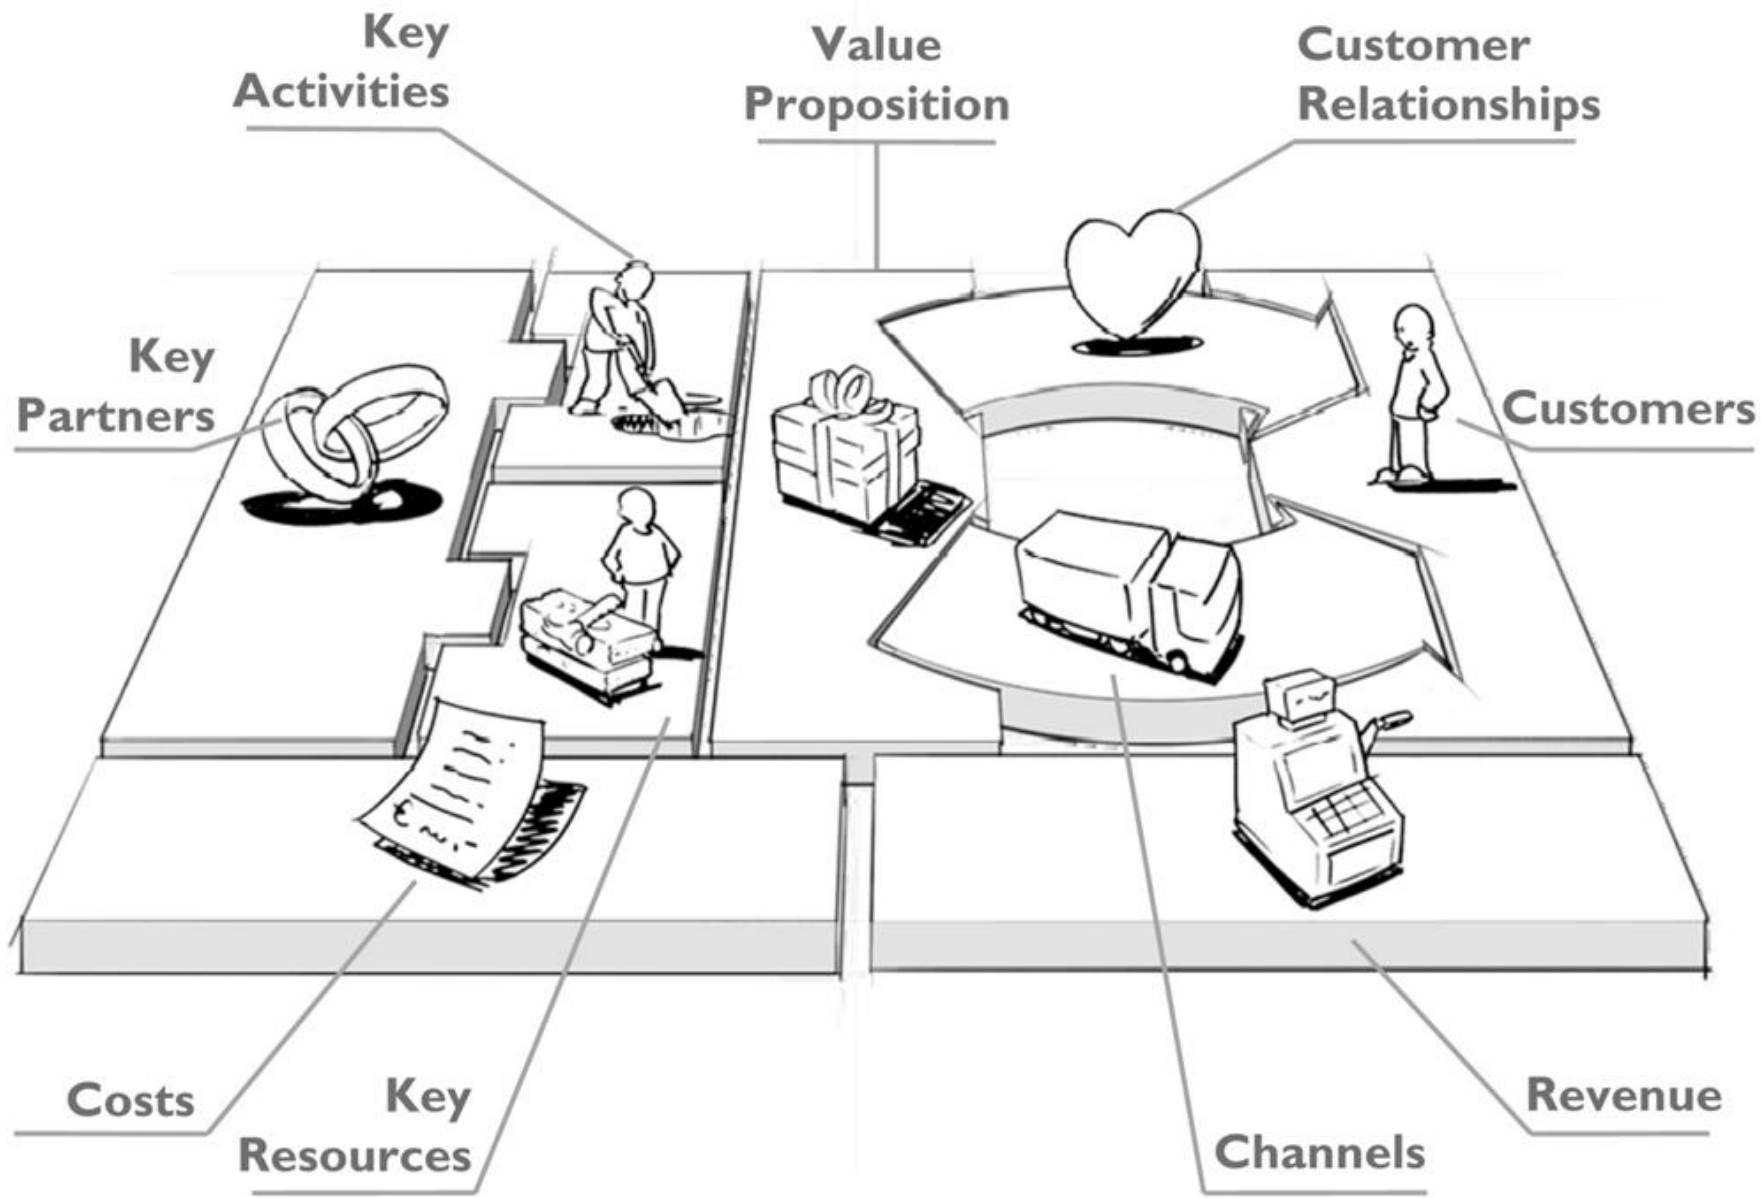 Key
Activities
Value
Proposition
Customer
Relationships
Key
Partners
Customers
Costs
Key
Resources
Channels
Revenue